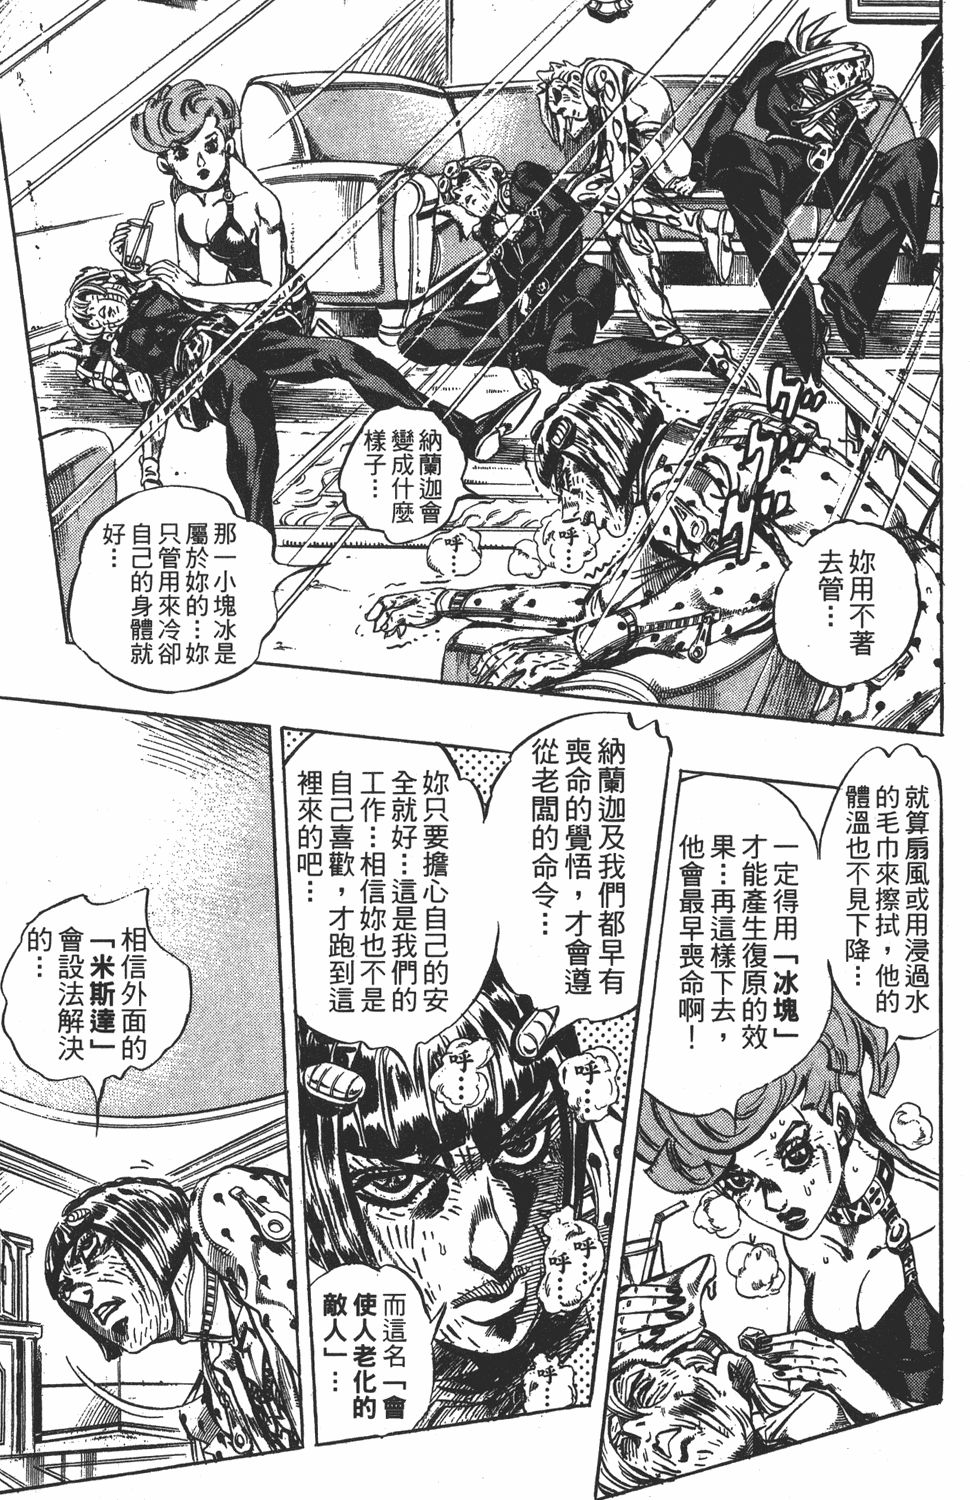 妳用不著
去管…
ゴゴゴゴ
納蘭迦會
變成什麼
樣子…
呼…
呼…
那一小塊冰是
屬於妳的…妳
只管用來冷卻
自己的身體就
好…
就算扇風或用浸過水
的毛巾來擦拭，他的
體溫也不見下降…
一定得用「冰塊」
才能產生復原的效
果…再這樣下去，
他會最早喪命啊！
納蘭迦及我們都早有
喪命的覺悟，才會遵
從老闆的命令…
妳只要擔心自己的安
全就好…這是我們的
工作…相信妳也不是
自己喜歡，才跑到這
裡來的吧…
呼…
呼…
呼…
呼…
呼…
而這名「會
使人老化的
敵人」…
相信外面的
「米斯達」
會設法解決
的…